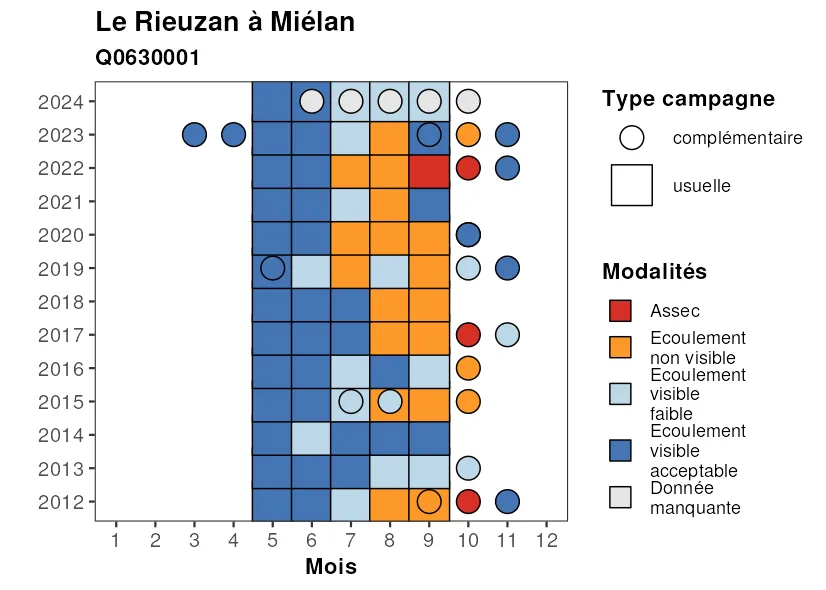 Le Rieuzan à Miélan
Q0630001
2024
2023
2022
2021
2020
2019
2018
2017
2016
2015
2014
2013
2012
1 2 3 4 5 6 7 8 9 10 11 12
Mois
Type campagne
complémentaire
usuelle
Modalités
Assec
Ecoulement
non visible
Ecoulement
visible
faible
Ecoulement
visible
acceptable
Donnée
manquante